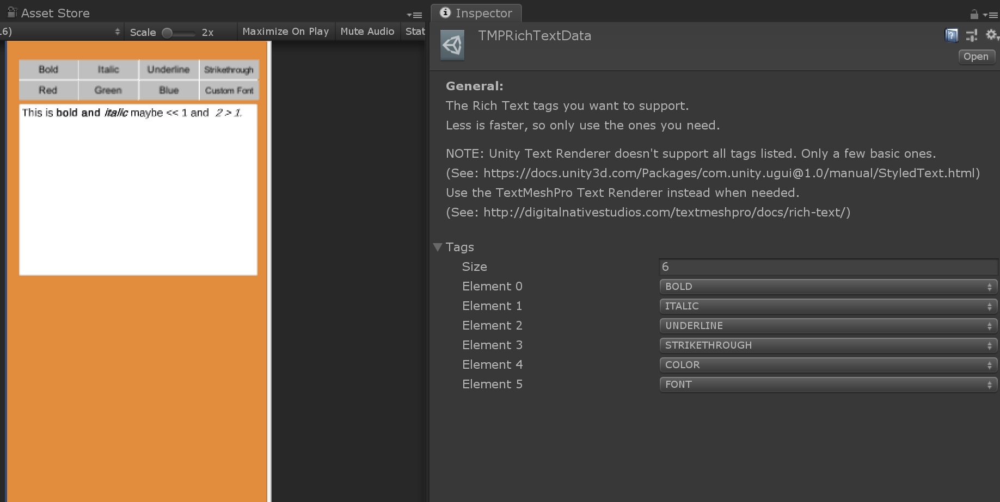 Asset Store
16) Scale 2x Maximize On Play Mute Audio Stat
Bold Italic Underline Strikethrough
Red Green Blue Custom Font
This is bold and italic maybe << 1 and 2 > 1.
Inspector
TMPRichTextData
Open
General:
The Rich Text tags you want to support.
Less is faster, so only use the ones you need.
NOTE: Unity Text Renderer doesn't support all tags listed. Only a few basic ones.
(See: https://docs.unity3d.com/Packages/com.unity.ugui@1.0/manual/StyledText.html)
Use the TextMeshPro Text Renderer instead when needed.
(See: http://digitalnativestudios.com/textmeshpro/docs/rich-text/)
Tags
Size 6
Element 0 BOLD
Element 1 ITALIC
Element 2 UNDERLINE
Element 3 STRIKETHROUGH
Element 4 COLOR
Element 5 FONT